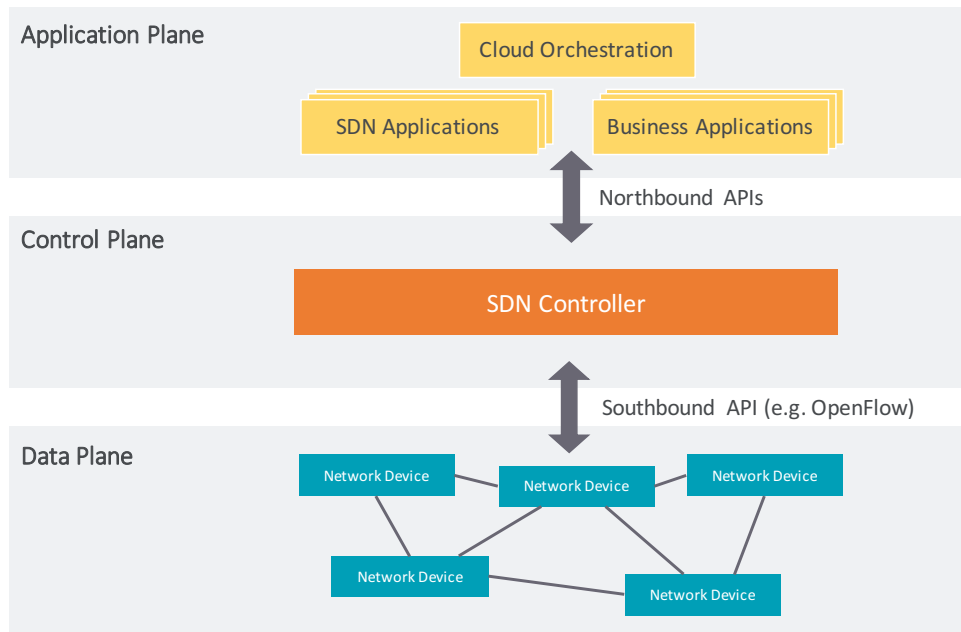 Application Plane
Cloud Orchestration
SDN Applications
Business Applications
Northbound APIs
Control Plane
SDN Controller
Southbound API (e.g. OpenFlow)
Data Plane
Network Device
Network Device
Network Device
Network Device
Network Device